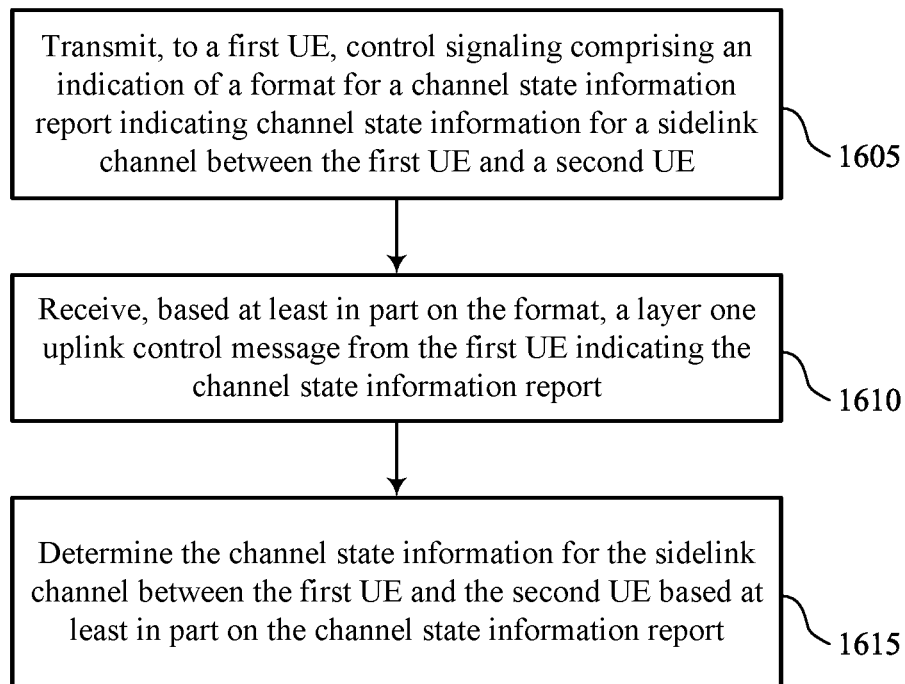 Transmit, to a first UE, control signaling comprising an
indication of a format for a channel state information
report indicating channel state information for a sidelink
channel between the first UE and a second UE
1605
Receive, based at least in part on the format, a layer one
uplink control message from the first UE indicating the
channel state information report
1610
Determine the channel state information for the sidelink
channel between the first UE and the second UE based at
least in part on the channel state information report
1615